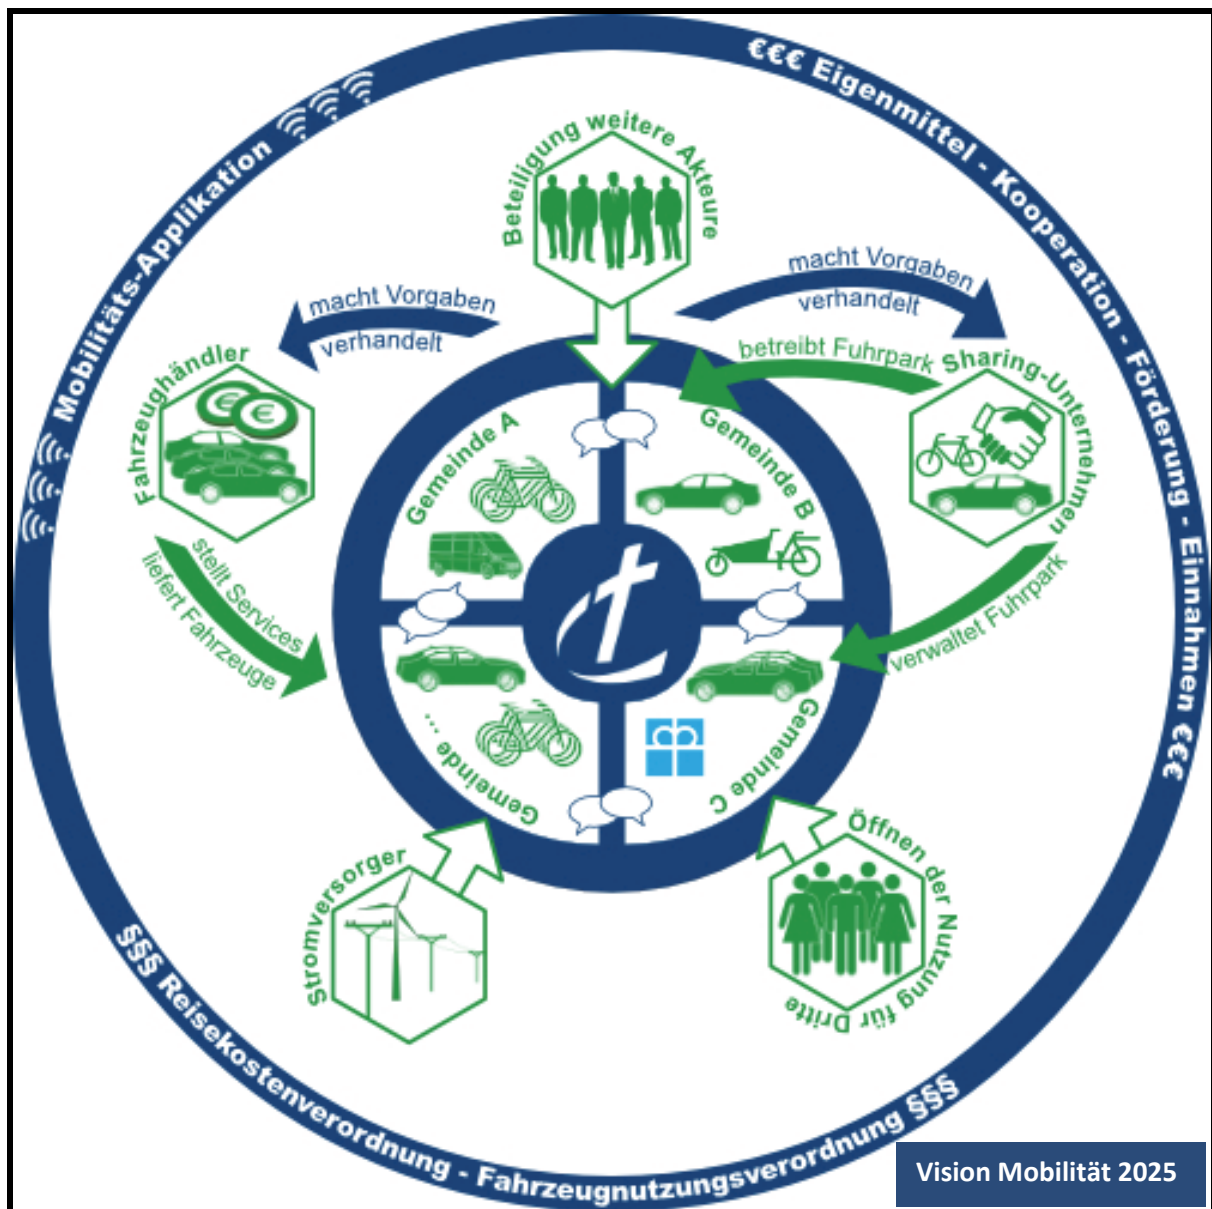 €€€ Eigenmittel - Kooperation - Förderung - Einnahmen €€€
Mobilitäts-Applikation
Beteiligung weitere Akteure
macht Vorgaben
verhandelt
macht Vorgaben
verhandelt
betreibt Fuhrpark
Sharing-Unternehmen
Fahrzeughändler
€ €
Gemeinde A
Gemeinde B
stellt Services
liefert Fahrzeuge
verwaltet Fuhrpark
Gemeinde ...
Gemeinde C
Stromversorger
Öffnen der Nutzung für Dritte
§§§ Reisekostenverordnung - Fahrzeugnutzungsverordnung §§§
Vision Mobilität 2025